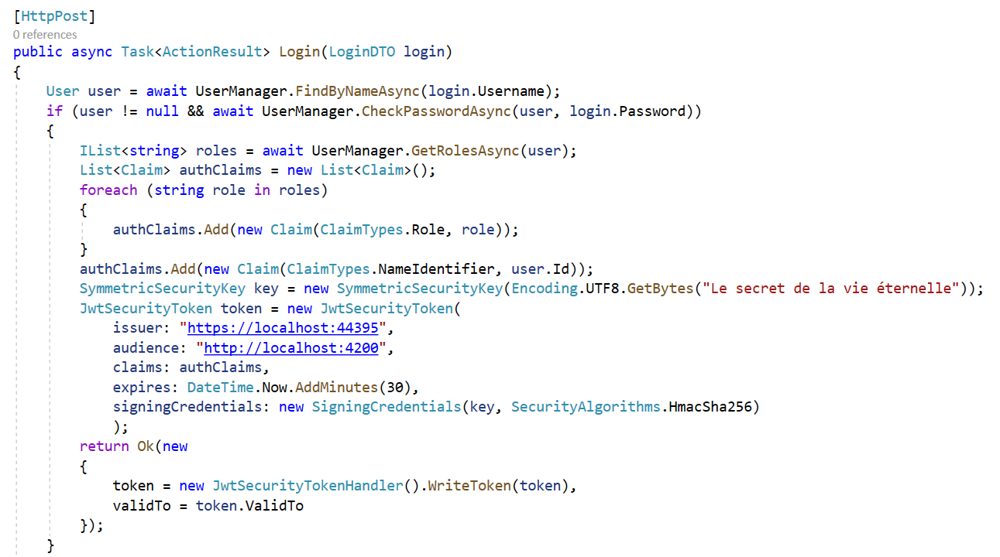 [HttpPost]
0 references
public async Task<ActionResult> Login(LoginDTO login)
{
    User user = await UserManager.FindByNameAsync(login.Username);
    if (user != null && await UserManager.CheckPasswordAsync(user, login.Password))
    {
        IList<string> roles = await UserManager.GetRolesAsync(user);
        List<Claim> authClaims = new List<Claim>();
        foreach (string role in roles)
        {
            authClaims.Add(new Claim(ClaimTypes.Role, role));
        }
        authClaims.Add(new Claim(ClaimTypes.NameIdentifier, user.Id));
        SymmetricSecurityKey key = new SymmetricSecurityKey(Encoding.UTF8.GetBytes("Le secret de la vie éternelle"));
        JwtSecurityToken token = new JwtSecurityToken(
            issuer: "https://localhost:44395",
            audience: "http://localhost:4200",
            claims: authClaims,
            expires: DateTime.Now.AddMinutes(30),
            signingCredentials: new SigningCredentials(key, SecurityAlgorithms.HmacSha256)
            );
        return Ok(new
        {
            token = new JwtSecurityTokenHandler().WriteToken(token),
            validTo = token.ValidTo
        });
    }